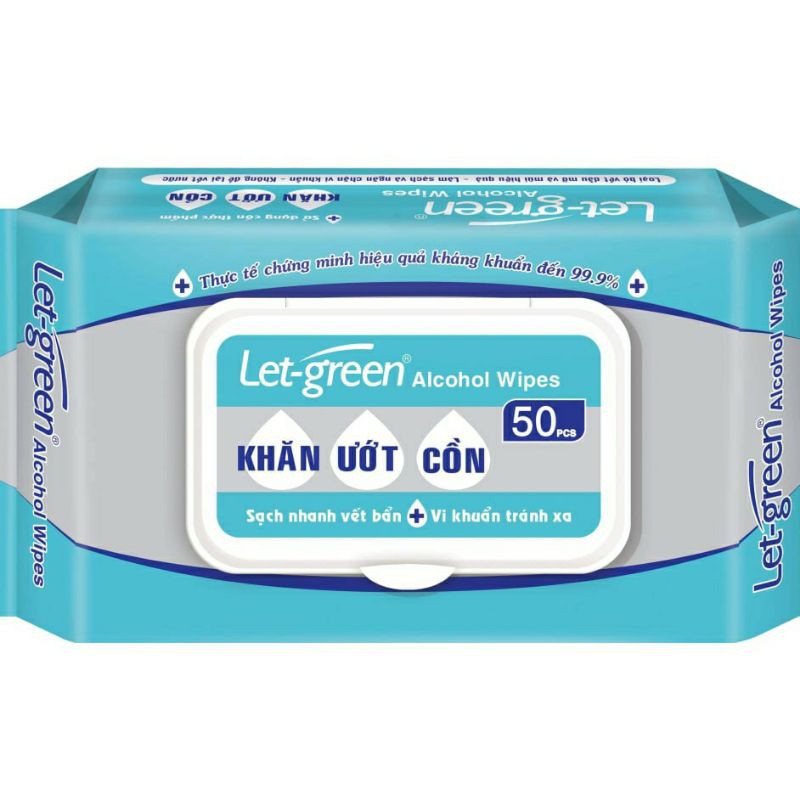 Loại bỏ vết dầu mỡ và mùi hiệu quả - Làm sạch và ngăn chặn vi khuẩn - Không để lại vết nước
Let-green®
Alcohol Wipes
KHĂN ƯỚT CỒN
+ Sử dụng cồn thực phẩm
Thực tế chứng minh hiệu quả kháng khuẩn đến 99.9%
Let-green® Alcohol Wipes
50 PCS
KHĂN ƯỚT CỒN
Sạch nhanh vết bẩn + Vi khuẩn tránh xa
Let-green® Alcohol Wipes
Let-green® Alcohol Wipes